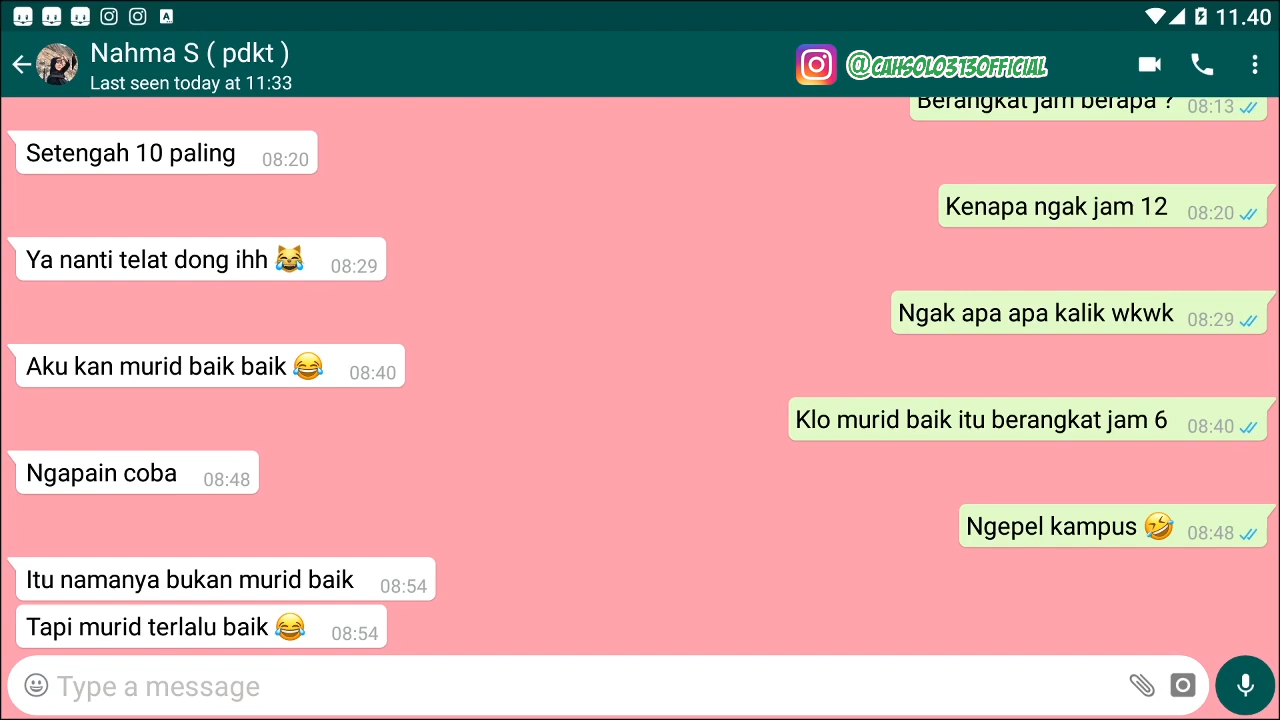 11.40
Nahma S ( pdkt )
Last seen today at 11:33
@CAHSOLO313OFFICIAL
Berangkat jam berapa ? 08:13
Setengah 10 paling 08:20
Kenapa ngak jam 12 08:20
Ya nanti telat dong ihh 😹 08:29
Ngak apa apa kalik wkwk 08:29
Aku kan murid baik baik 😂 08:40
Klo murid baik itu berangkat jam 6 08:40
Ngapain coba 08:48
Ngepel kampus 🤣 08:48
Itu namanya bukan murid baik 08:54
Tapi murid terlalu baik 😂 08:54
Type a message